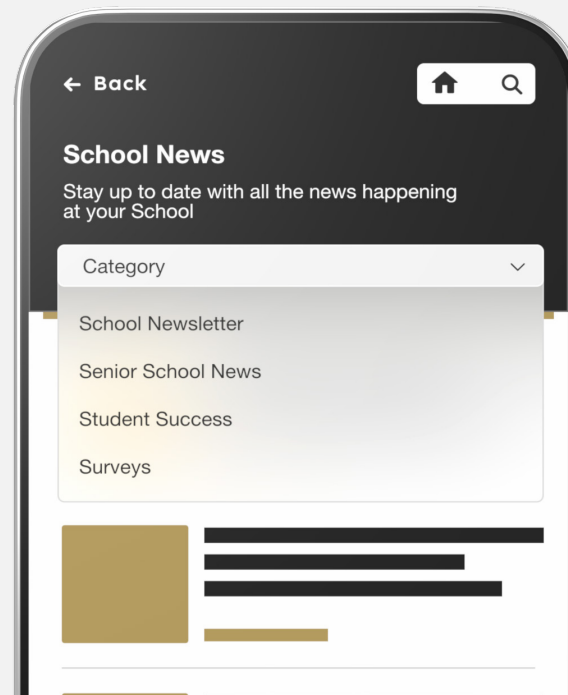 Back
School News
Stay up to date with all the news happening
at your School
Category
School Newsletter
Senior School News
Student Success
Surveys